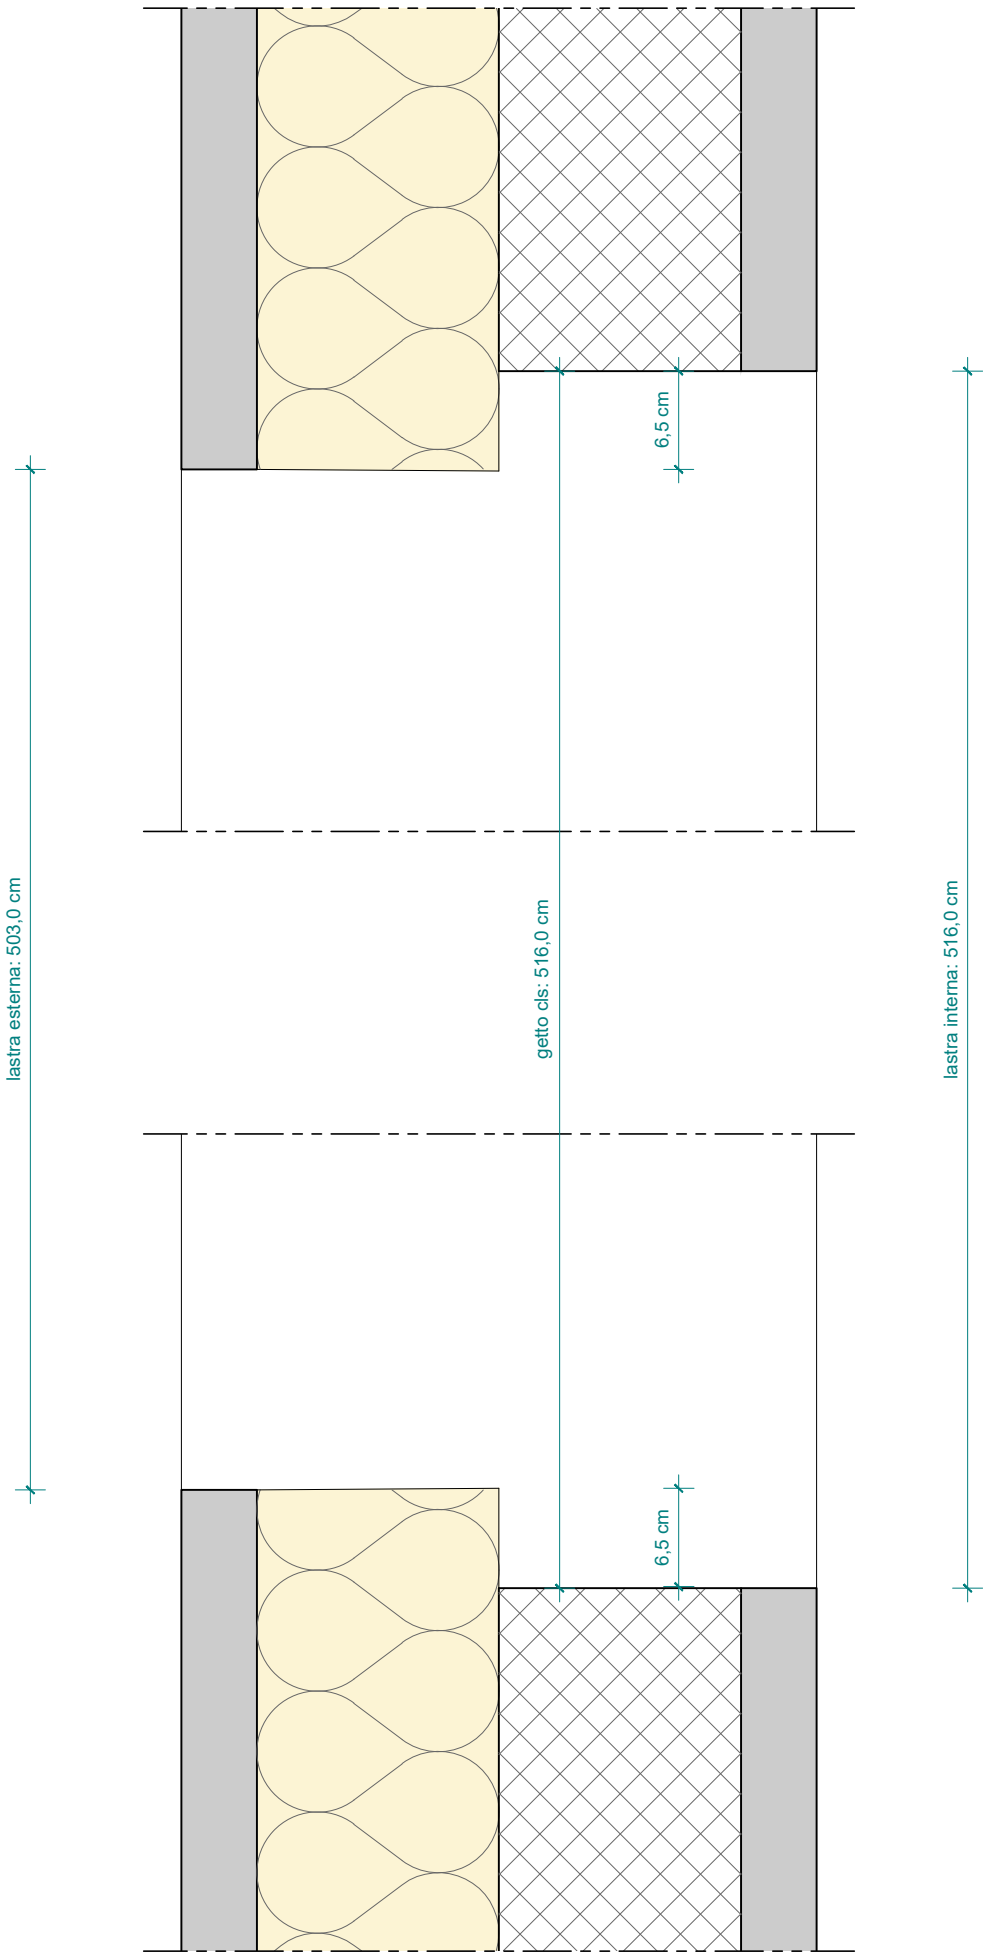 6,5 cm
lastra esterna: 503,0 cm
getto cls: 516,0 cm
lastra interna: 516,0 cm
6,5 cm